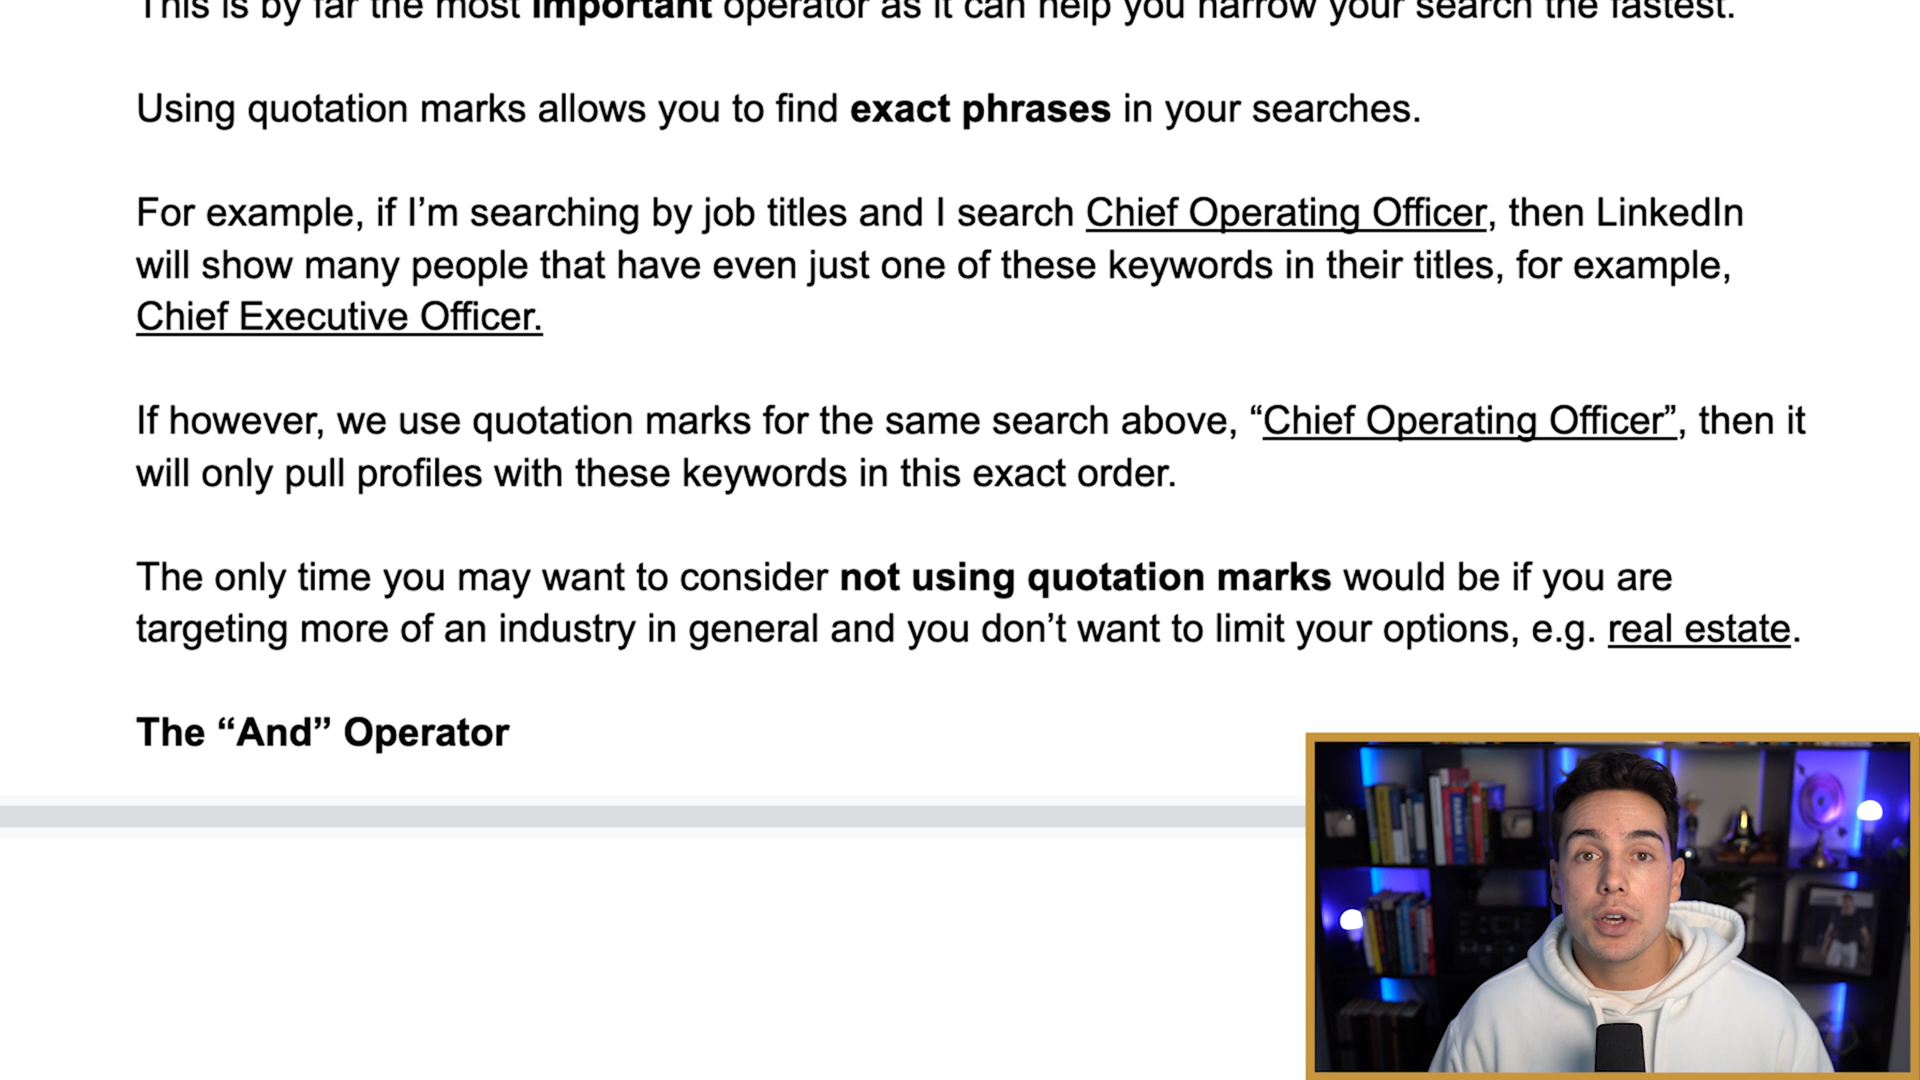 This is by far the most important operator as it can help you narrow your search the fastest.
Using quotation marks allows you to find exact phrases in your searches.
For example, if I’m searching by job titles and I search Chief Operating Officer, then LinkedIn
will show many people that have even just one of these keywords in their titles, for example,
Chief Executive Officer.
If however, we use quotation marks for the same search above, “Chief Operating Officer”, then it
will only pull profiles with these keywords in this exact order.
The only time you may want to consider not using quotation marks would be if you are
targeting more of an industry in general and you don’t want to limit your options, e.g. real estate.
The “And” Operator